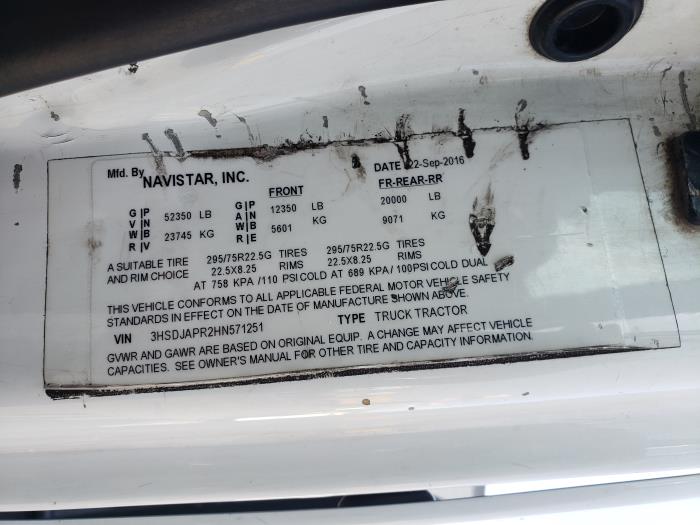 Mfd. By NAVISTAR, INC. DATE 22-Sep-2016
FRONT FR-REAR-RR
G|P 52350 LB G|P 12350 LB 20000 LB
V|N A|N
W|B 23745 KG W|B 5601 KG 9071 KG
R|V R|E
A SUITABLE TIRE 295/75R22.5G TIRES 295/75R22.5G TIRES
AND RIM CHOICE 22.5X8.25 RIMS 22.5X8.25 RIMS
AT 758 KPA /110 PSI COLD AT 689 KPA/100PSI COLD DUAL
THIS VEHICLE CONFORMS TO ALL APPLICABLE FEDERAL MOTOR VEHICLE SAFETY
STANDARDS IN EFFECT ON THE DATE OF MANUFACTURE SHOWN ABOVE.
VIN 3HSDJAPR2HN571251 TYPE TRUCK TRACTOR
GVWR AND GAWR ARE BASED ON ORIGINAL EQUIP. A CHANGE MAY AFFECT VEHICLE
CAPACITIES. SEE OWNER'S MANUAL FOR OTHER TIRE AND CAPACITY INFORMATION.